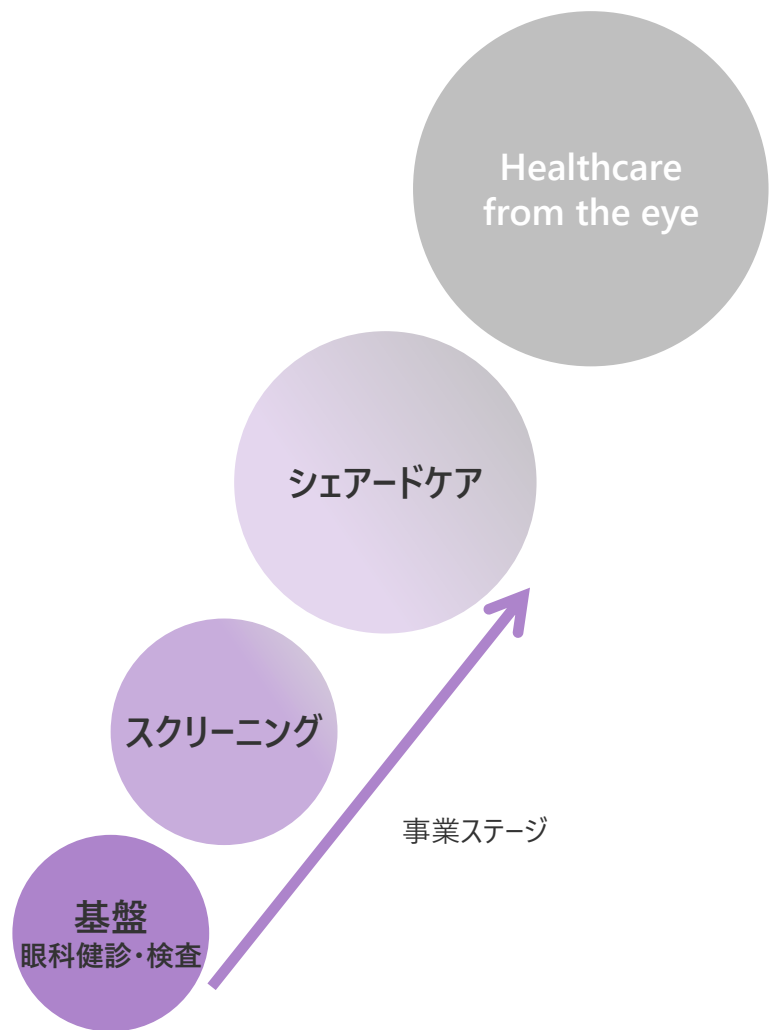 Healthcare
from the eye
シェアードケア
スクリーニング
事業ステージ
基盤
眼科健診・検査